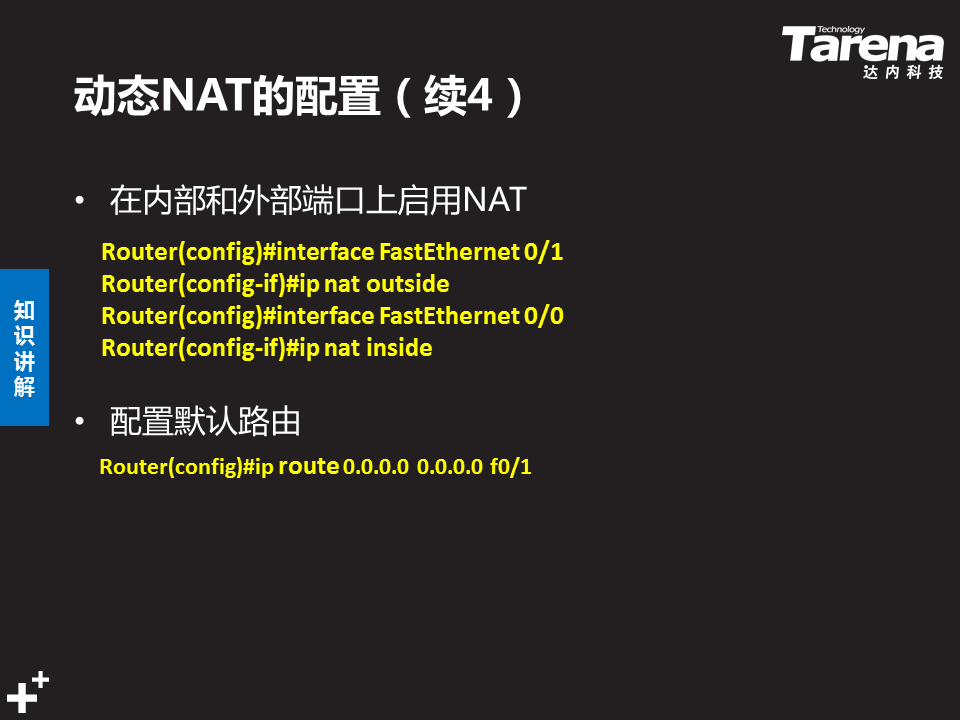 Technology
Tarena
达内科技
动态NAT的配置（续4）
• 在内部和外部端口上启用NAT
Router(config)#interface FastEthernet 0/1
Router(config-if)#ip nat outside
Router(config)#interface FastEthernet 0/0
Router(config-if)#ip nat inside
知识讲解
• 配置默认路由
Router(config)#ip route 0.0.0.0 0.0.0.0 f0/1